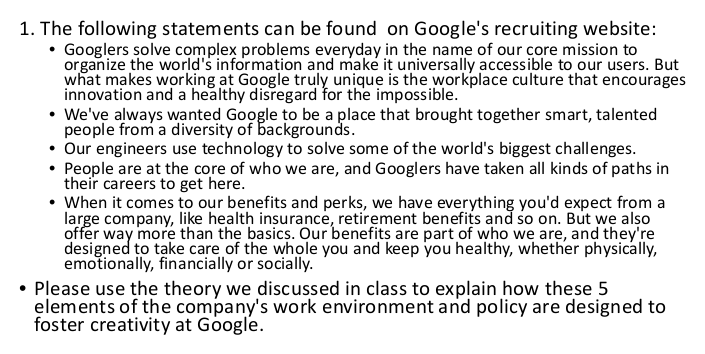 1. The following statements can be found on Google's recruiting website:
• Googlers solve complex problems everyday in the name of our core mission to
organize the world's information and make it universally accessible to our users. But
what makes working at Google truly unique is the workplace culture that encourages
innovation and a healthy disregard for the impossible.
• We've always wanted Google to be a place that brought together smart, talented
people from a diversity of backgrounds.
• Our engineers use technology to solve some of the world's biggest challenges.
• People are at the core of who we are, and Googlers have taken all kinds of paths in
their careers to get here.
• When it comes to our benefits and perks, we have everything you'd expect from a
large company, like health insurance, retirement benefits and so on. But we also
offer way more than the basics. Our benefits are part of who we are, and they're
designed to take care of the whole you and keep you healthy, whether physically,
emotionally, financially or socially.
• Please use the theory we discussed in class to explain how these 5
elements of the company's work environment and policy are designed to
foster creativity at Google.